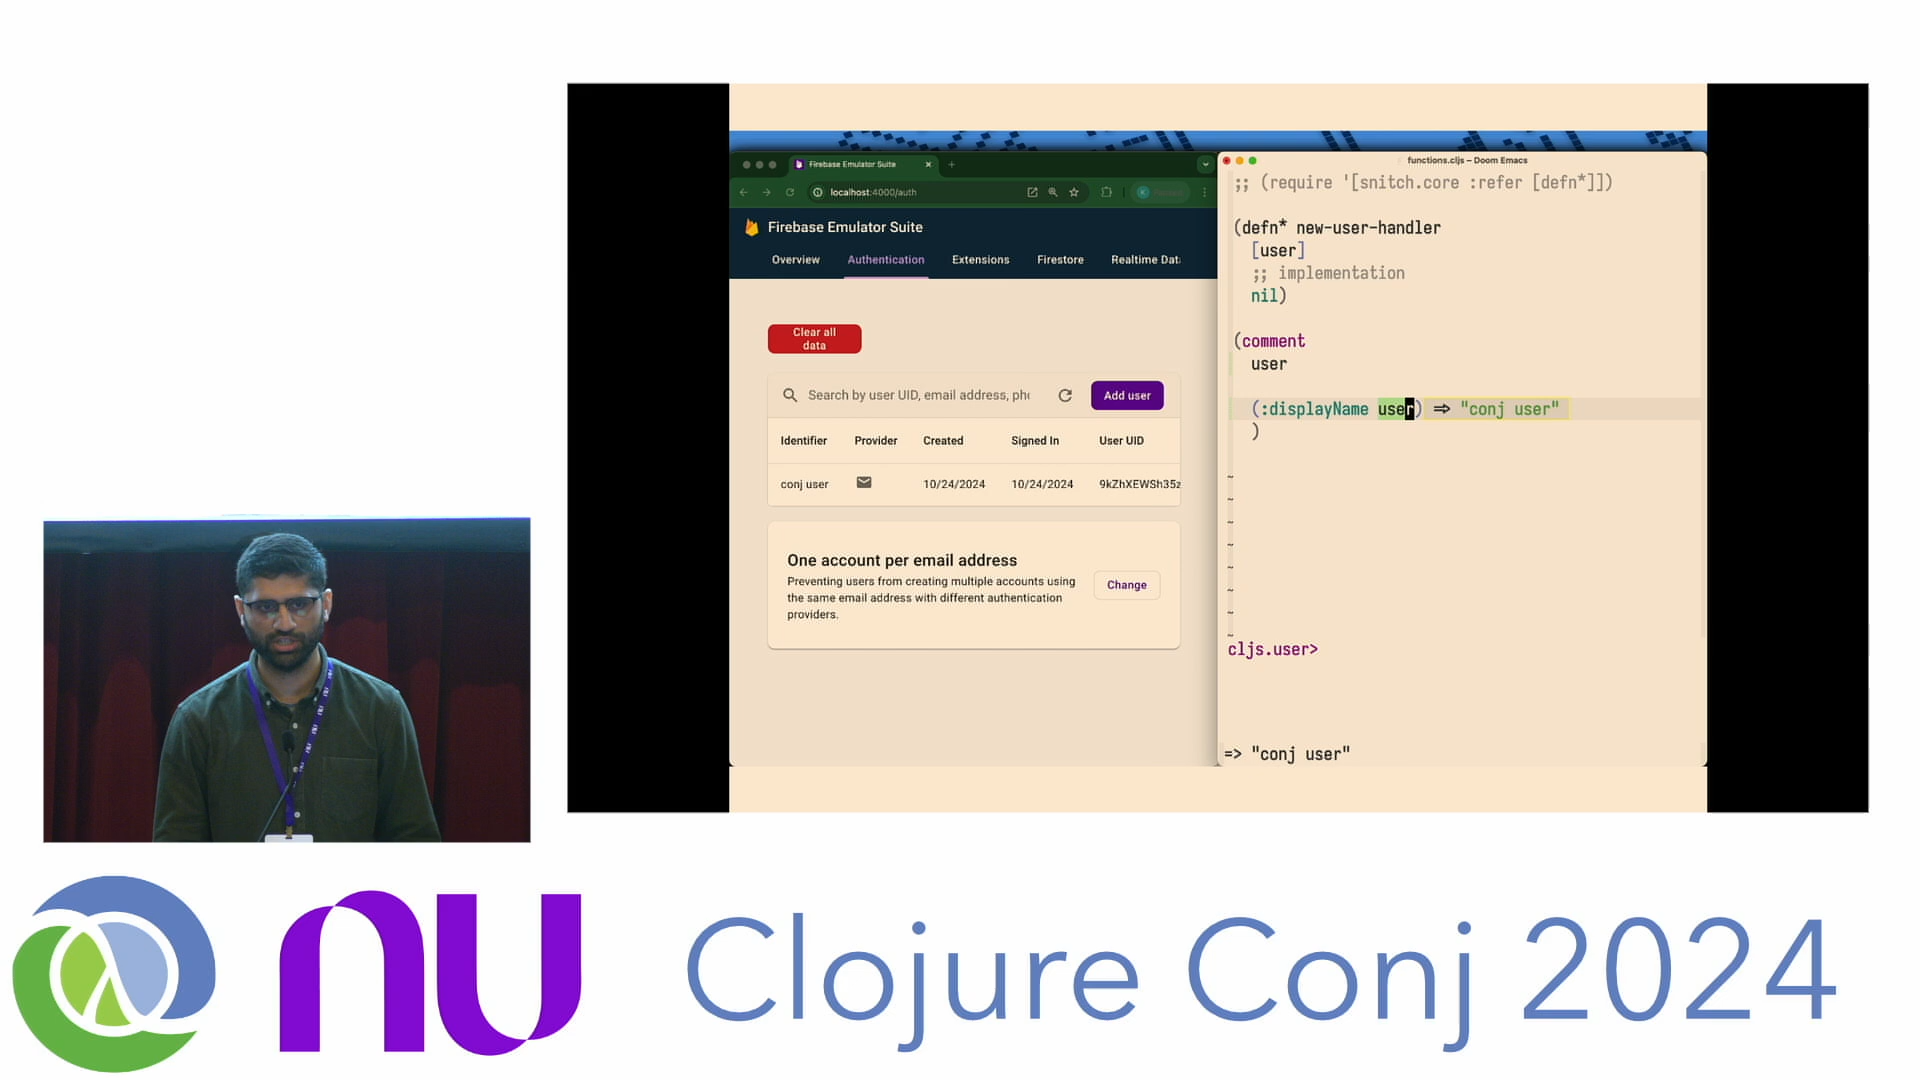 Firebase Emulator Suite
localhost:4000/auth
Firebase Emulator Suite
Overview Authentication Extensions Firestore Realtime Data
Clear all
data
Search by user UID, email address, pho
Add user
Identifier Provider Created Signed In User UID
conj user 10/24/2024 10/24/2024 9kZhXEWSh35z
One account per email address
Preventing users from creating multiple accounts using
the same email address with different authentication
providers.
Change
functions.cljs – Doom Emacs
;; (require '[snitch.core :refer [defn*]])
(defn* new-user-handler
[user]
;; implementation
nil)
(comment
user
(:displayName user) => "conj user"
)
~
~
~
~
~
~
~
~
cljs.user>
=> "conj user"
nu
Clojure Conj 2024